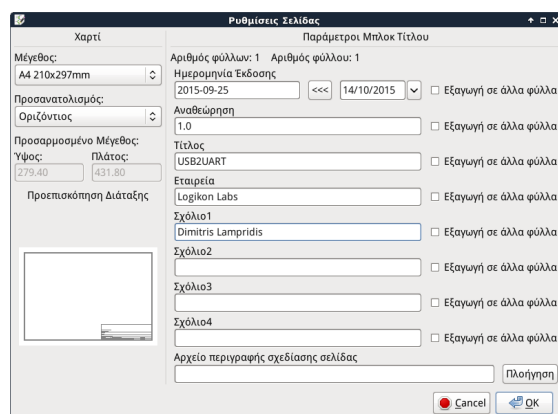 Ρυθμίσεις Σελίδας
Χαρτί
Μέγεθος:
A4 210x297mm
Προσανατολισμός:
Οριζόντιος
Προσαρμοσμένο Μέγεθος:
Ύψος: Πλάτος:
279.40 431.80
Προεπισκόπηση Διάταξης
Παράμετροι Μπλοκ Τίτλου
Αριθμός φύλλων: 1 Αριθμός φύλλου: 1
Ημερομηνία Έκδοσης
2015-09-25 <<< 14/10/2015 Εξαγωγή σε άλλα φύλλα
Αναθεώρηση
1.0 Εξαγωγή σε άλλα φύλλα
Τίτλος
USB2UART Εξαγωγή σε άλλα φύλλα
Εταιρεία
Logikon Labs Εξαγωγή σε άλλα φύλλα
Σχόλιο1
Dimitris Lampridis Εξαγωγή σε άλλα φύλλα
Σχόλιο2
Εξαγωγή σε άλλα φύλλα
Σχόλιο3
Εξαγωγή σε άλλα φύλλα
Σχόλιο4
Εξαγωγή σε άλλα φύλλα
Αρχείο περιγραφής σχεδίασης σελίδας
Πλοήγηση
Cancel OK